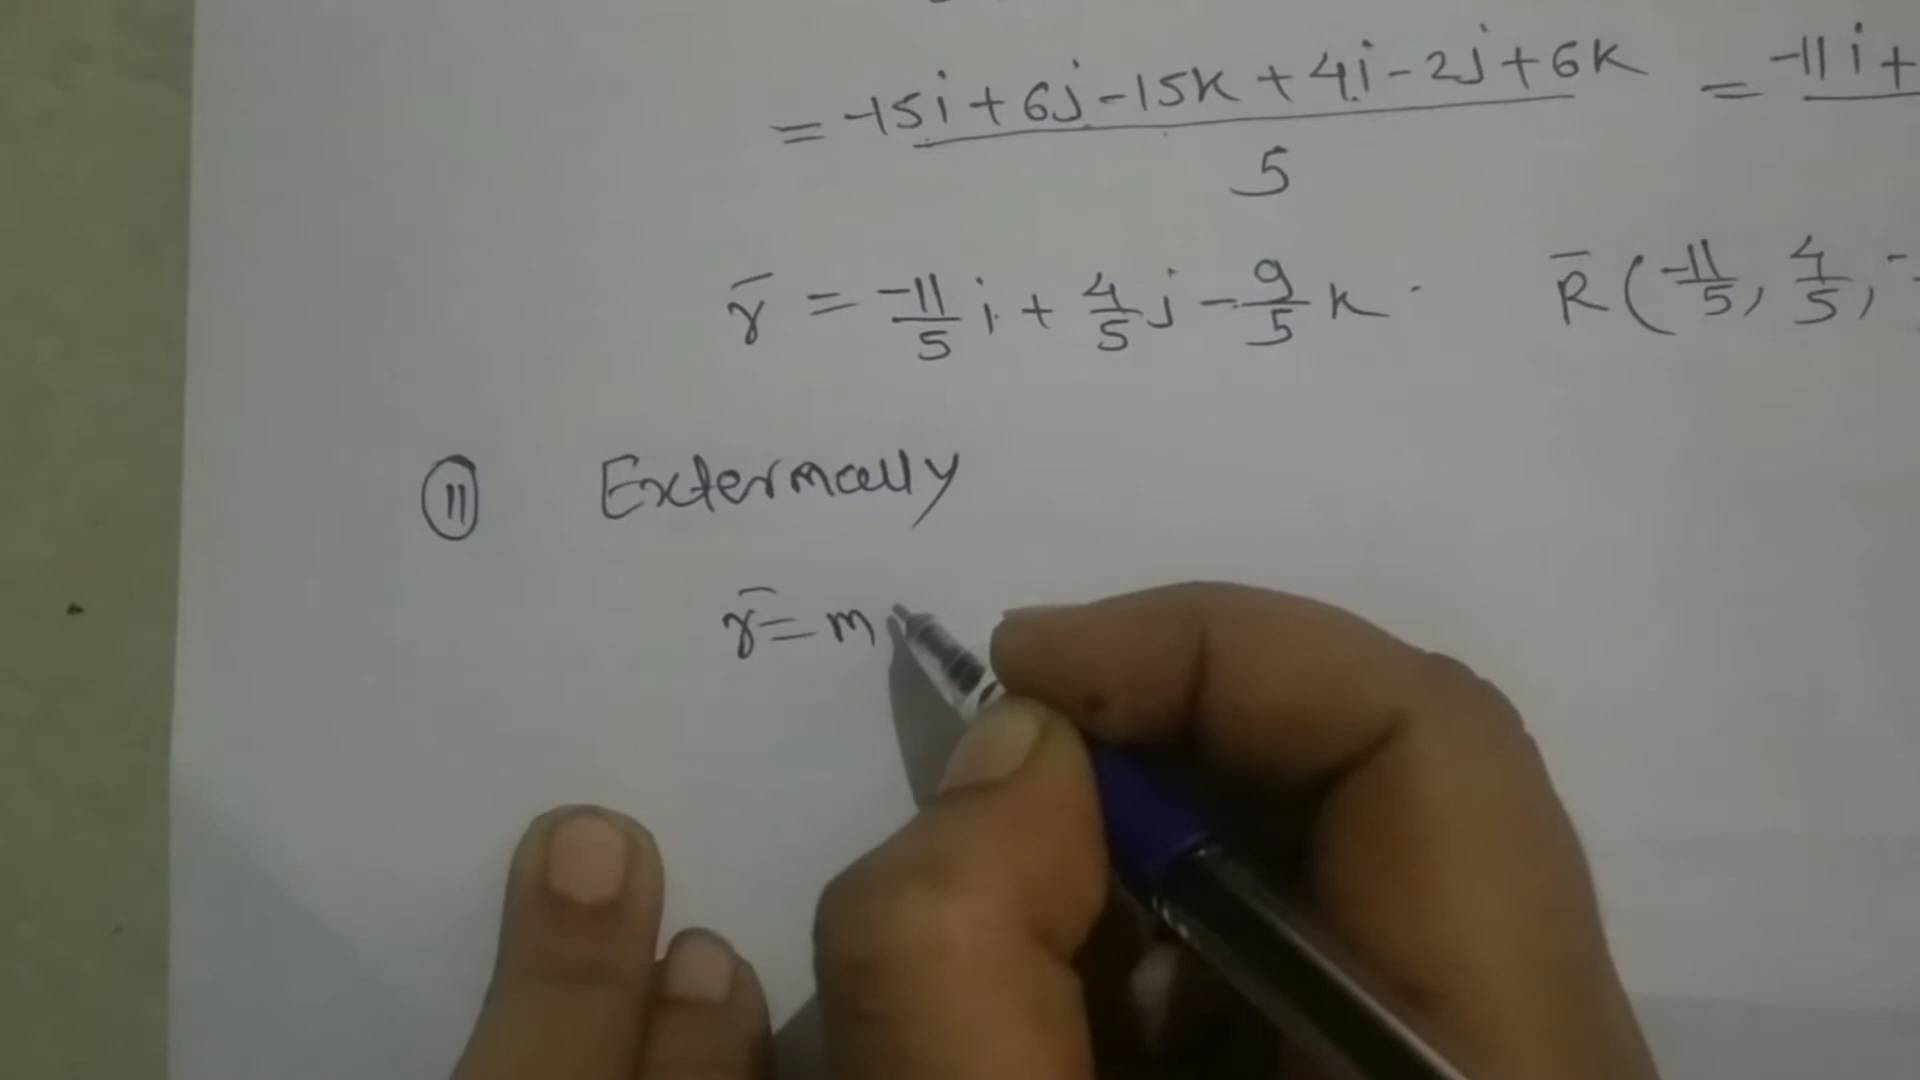 = -15i + 6j - 15k + 4i - 2j + 6k = -11i +
5
r̄ = -11/5 i + 4/5 j - 9/5 k . R̄ ( -11/5, 4/5, -
(II) Externally
r̄ = m